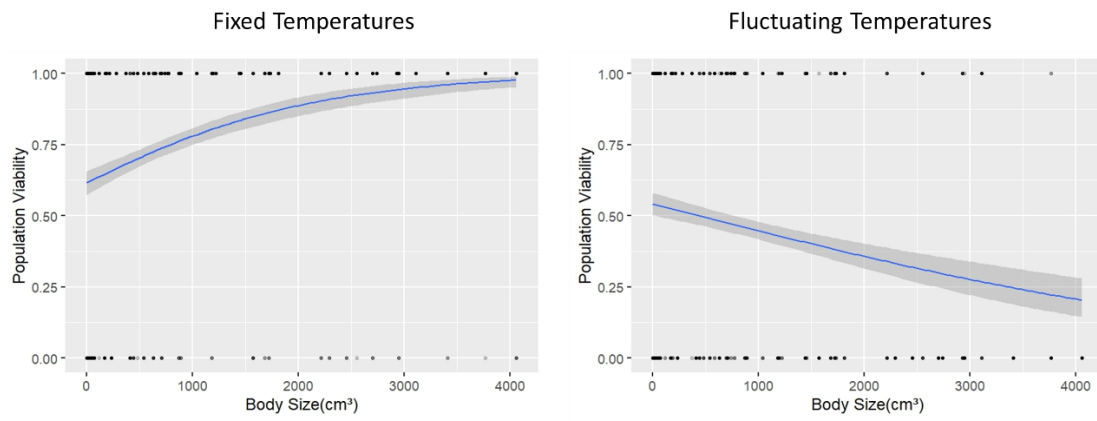 Fixed Temperatures
Population Viability
1.00
0.75
0.50
0.25
0.00
0 1000 2000 3000 4000
Body Size(cm³)
Fluctuating Temperatures
Population Viability
1.00
0.75
0.50
0.25
0.00
0 1000 2000 3000 4000
Body Size(cm³)